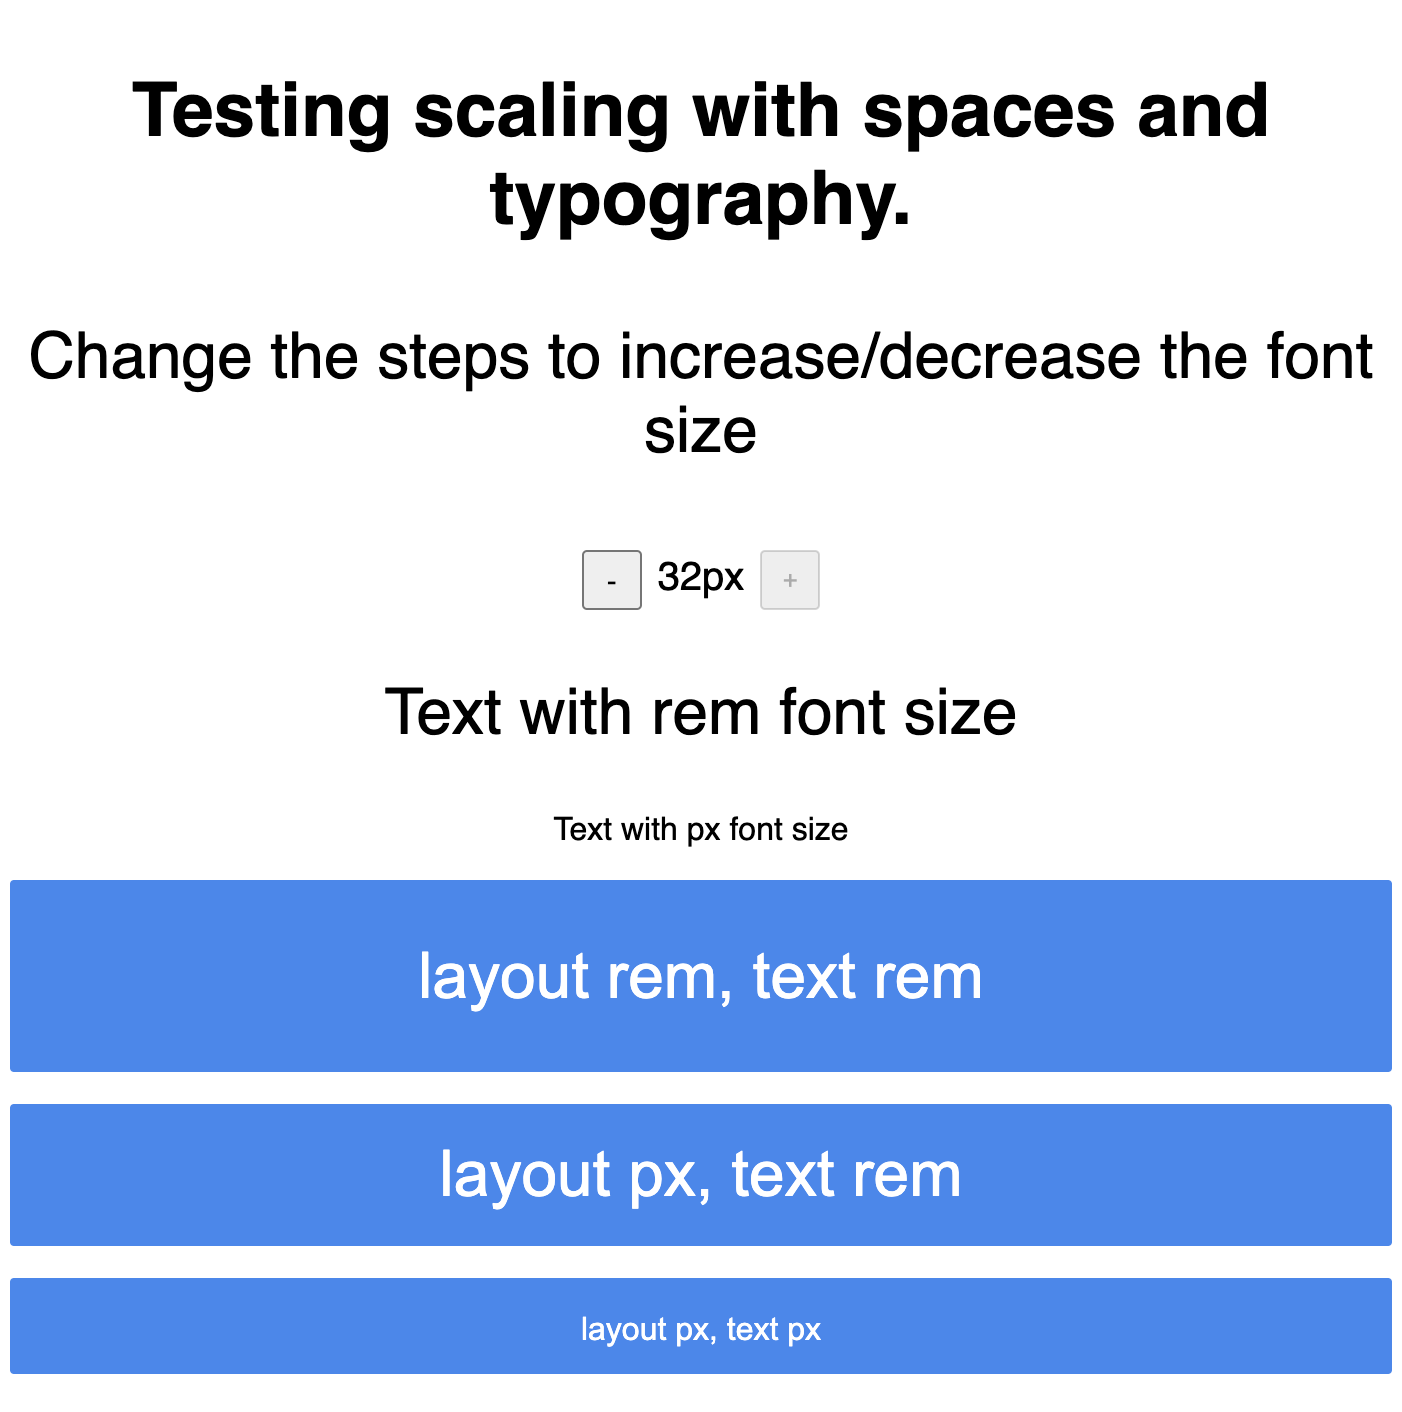 Testing scaling with spaces and
typography.
Change the steps to increase/decrease the font
size
- 32px +
Text with rem font size
Text with px font size
layout rem, text rem
layout px, text rem
layout px, text px